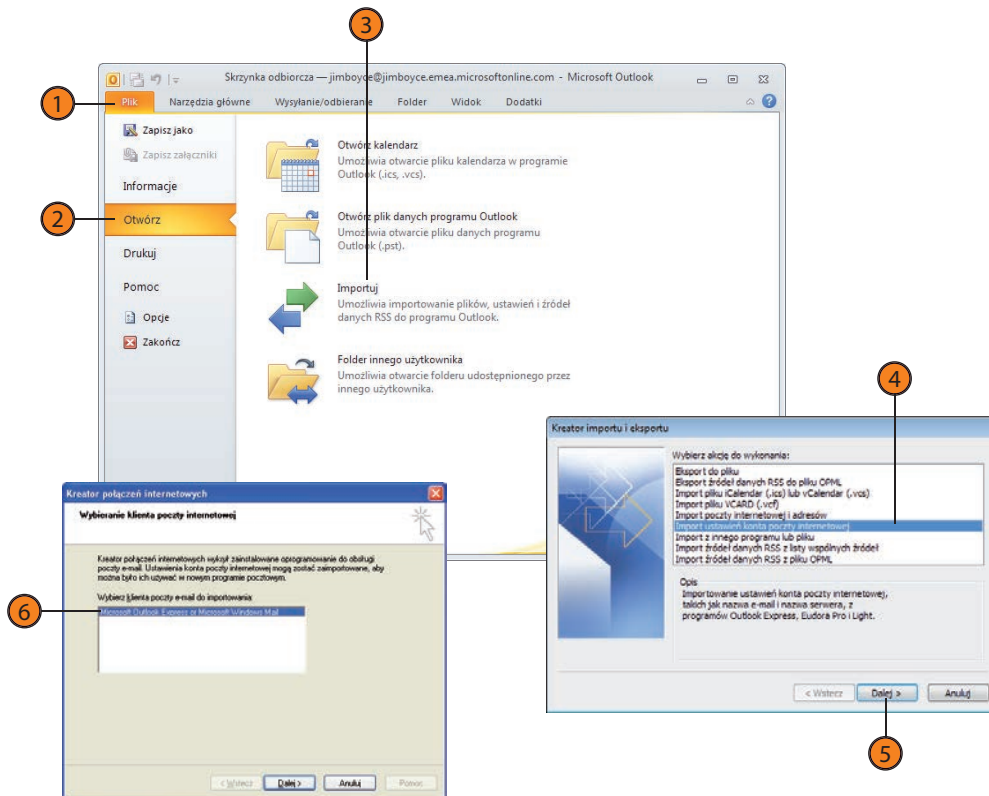 3
Skrzynka odbiorcza — jimboyce@jimboyce.emea.microsoftonline.com - Microsoft Outlook
1
Plik Narzędzia główne Wysyłanie/odbieranie Folder Widok Dodatki
Zapisz jako
Zapisz załączniki
Informacje
2
Otwórz
Drukuj
Pomoc
Opcje
Zakończ
Otwórz kalendarz
Umożliwia otwarcie pliku kalendarza w programie
Outlook (.ics, .vcs).
Otwórz plik danych programu Outlook
Umożliwia otwarcie pliku danych programu
Outlook (.pst).
Importuj
Umożliwia importowanie plików, ustawień i źródeł
danych RSS do programu Outlook.
Folder innego użytkownika
Umożliwia otwarcie folderu udostępnionego przez
innego użytkownika.
4
Kreator importu i eksportu
Wybierz akcję do wykonania:
Eksport do pliku
Eksport źródeł danych RSS do pliku OPML
Import pliku iCalendar (.ics) lub vCalendar (.vcs)
Import pliku VCARD (.vcf)
Import poczty internetowej i adresów
Import ustawień konta poczty internetowej
Import z innego programu lub pliku
Import źródeł danych RSS z listy wspólnych źródeł
Import źródeł danych RSS z pliku OPML
Opis
Importowanie ustawień konta poczty internetowej,
takich jak nazwa e-mail i nazwa serwera, z
programów Outlook Express, Eudora Pro i Light.
< Wstecz Dalej > Anuluj
5
Kreator połączeń internetowych
Wybieranie klienta poczty internetowej
Kreator połączeń internetowych wykrył zainstalowane oprogramowanie do obsługi
poczty e-mail. Ustawienia konta poczty internetowej mogą zostać zaimportowane, aby
można było ich używać w nowym programie pocztowym.
Wybierz klienta poczty e-mail do importowania:
6
Microsoft Outlook Express or Microsoft Windows Mail
< Wstecz Dalej > Anuluj Pomoc